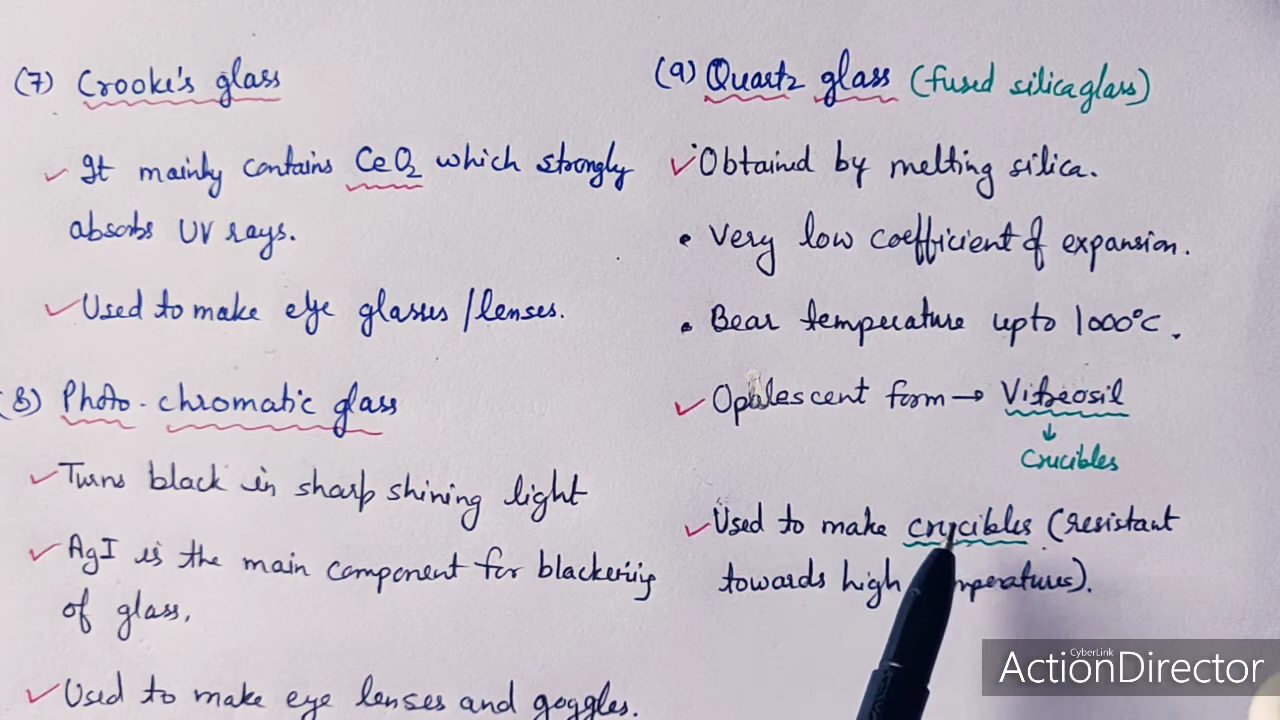 (7) Crooke's glass
✓ It mainly contains CeO2 which strongly
absorbs UV rays.
✓ Used to make eye glasses / lenses.
(8) Photo-chromatic glass
✓ Turns black in sharp shining light
✓ AgI is the main component for blackening
of glass.
✓ Used to make eye lenses and goggles.
(9) Quartz glass (fused silica glass)
✓ Obtained by melting silica.
• Very low coefficient of expansion.
• Bear temperature upto 1000°C.
✓ Opalescent form → Vitreosil
↓
Crucibles
✓ Used to make crucibles (resistant
towards high
CyberLink
ActionDirector